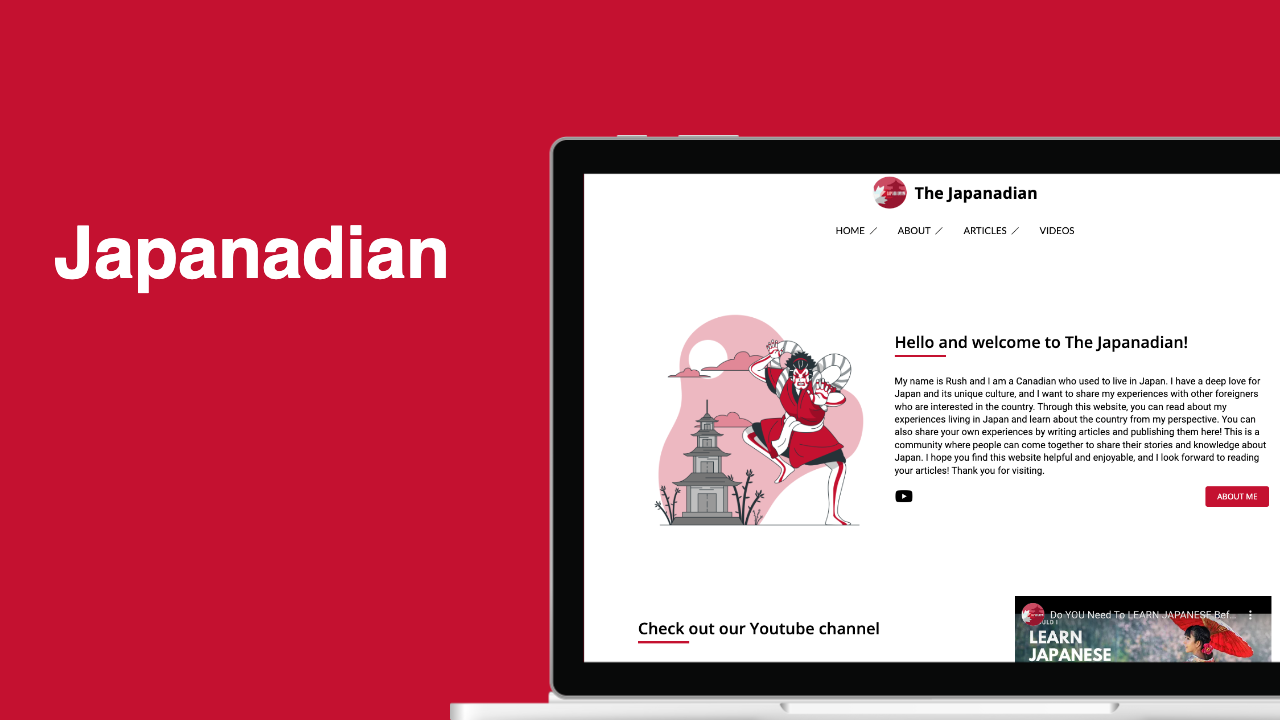 Japanadian
The Japanadian
HOME / ABOUT / ARTICLES / VIDEOS
Hello and welcome to The Japanadian!
My name is Rush and I am a Canadian who used to live in Japan. I have a deep love for
Japan and its unique culture, and I want to share my experiences with other foreigners
who are interested in the country. Through this website, you can read about my
experiences living in Japan and learn about the country from my perspective. You can
also share your own experiences by writing articles and publishing them here! This is a
community where people can come together to share their stories and knowledge about
Japan. I hope you find this website helpful and enjoyable, and I look forward to reading
your articles! Thank you for visiting.
ABOUT ME
Check out our Youtube channel
Do YOU Need To LEARN JAPANESE Bef...
LEARN
JAPANESE